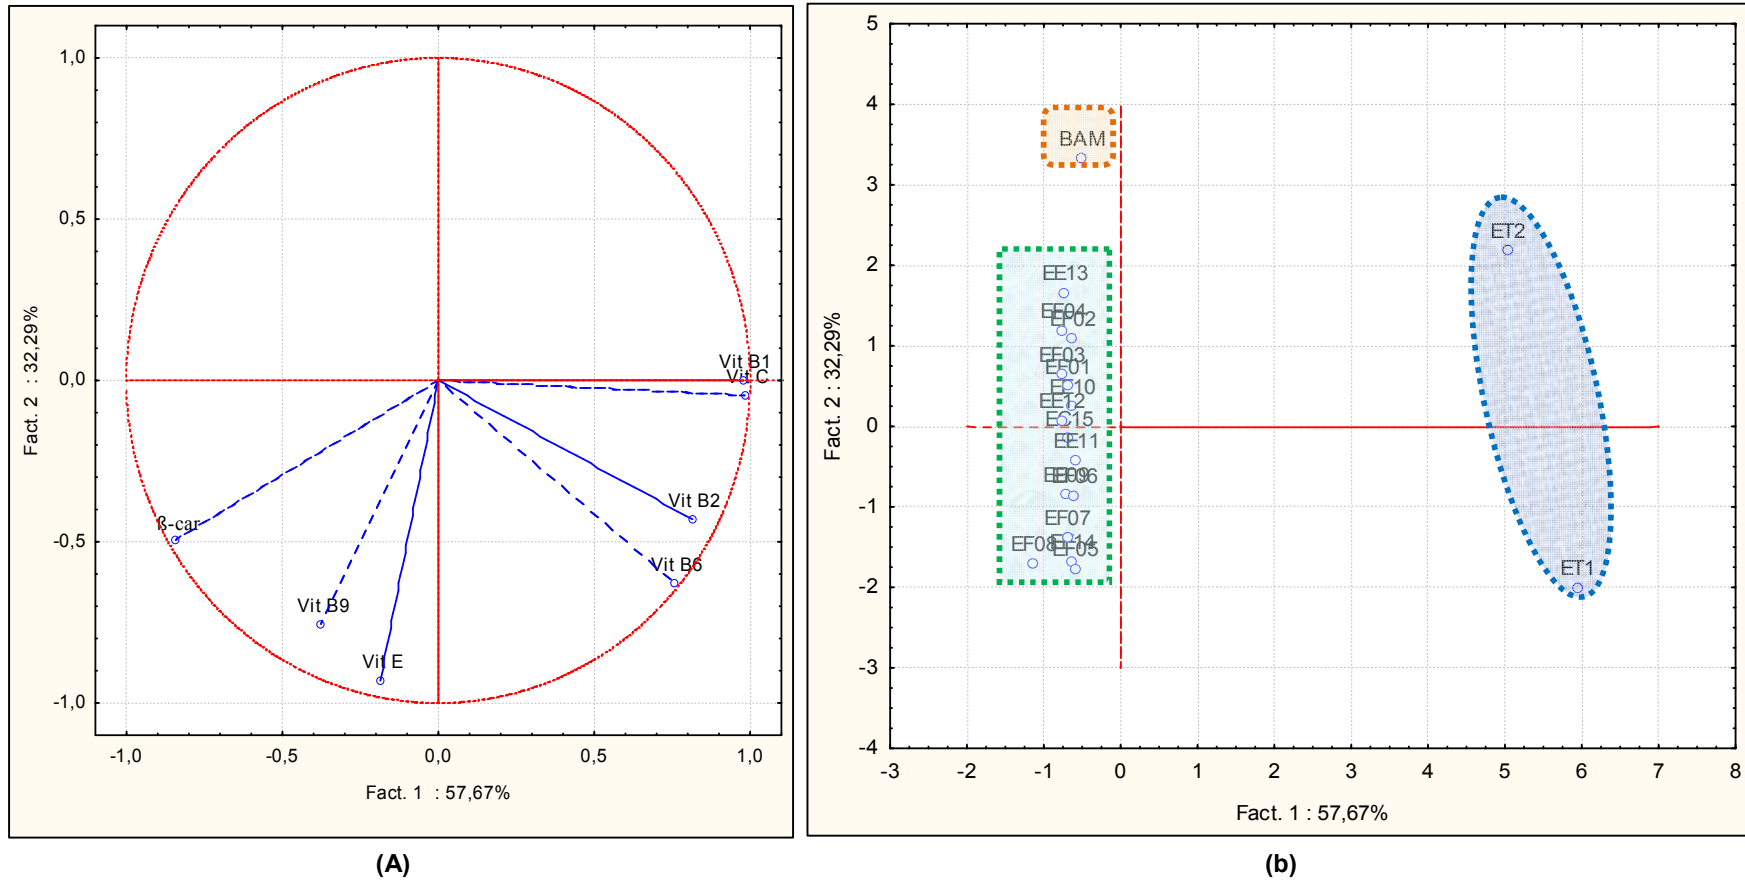 1,0
0,5
0,0
-0,5
-1,0
-1,0
-0,5
0,0
0,5
1,0
Fact. 2 : 32,29%
Fact. 1 : 57,67%
Vit B1
Vit C
Vit B2
Vit B6
ß-car
Vit B9
Vit E
(A)
5
4
3
2
1
0
-1
-2
-3
-4
-3
-2
-1
0
1
2
3
4
5
6
7
8
Fact. 2 : 32,29%
Fact. 1 : 57,67%
BAM
ET2
EE13
EF04
EF02
EF03
EF01
EE10
EE12
EC15
EE11
EE09
EF06
EF07
EF08
EF05
ET1
(b)